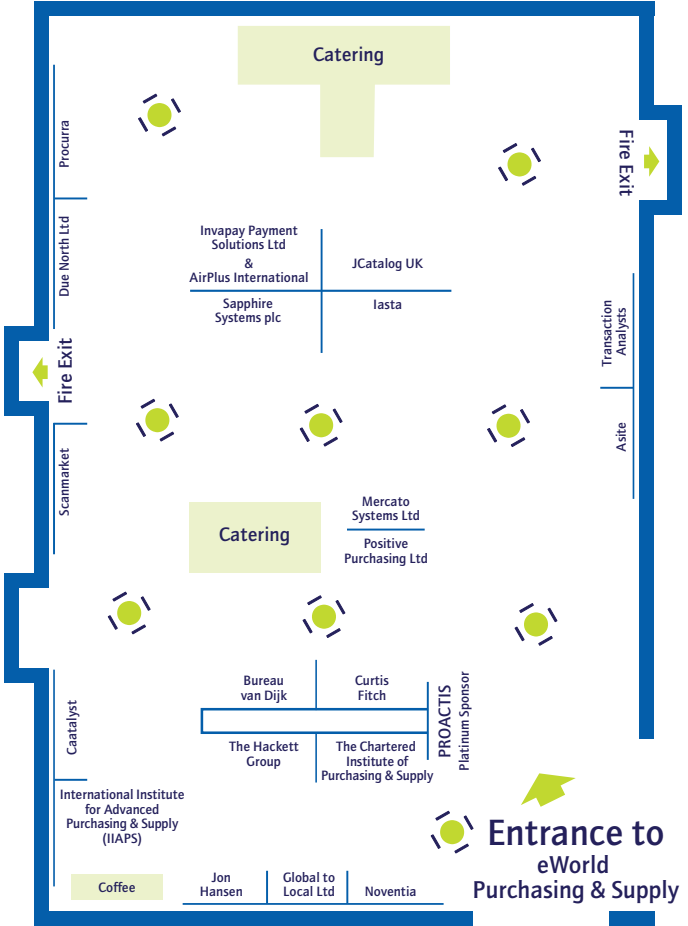 Catering
Procurra
Fire Exit
Due North Ltd
Invapay Payment
Solutions Ltd
&
AirPlus International
JCatalog UK
Sapphire
Systems plc
Iasta
Transaction
Analysts
Fire Exit
Asite
Scanmarket
Catering
Mercato
Systems Ltd
Positive
Purchasing Ltd
Bureau
van Dijk
Curtis
Fitch
PROACTIS
Platinum Sponsor
The Hackett
Group
The Chartered
Institute of
Purchasing & Supply
Caatalyst
International Institute
for Advanced
Purchasing & Supply
(IIAPS)
Entrance to
eWorld
Purchasing & Supply
Coffee
Jon
Hansen
Global to
Local Ltd
Noventia